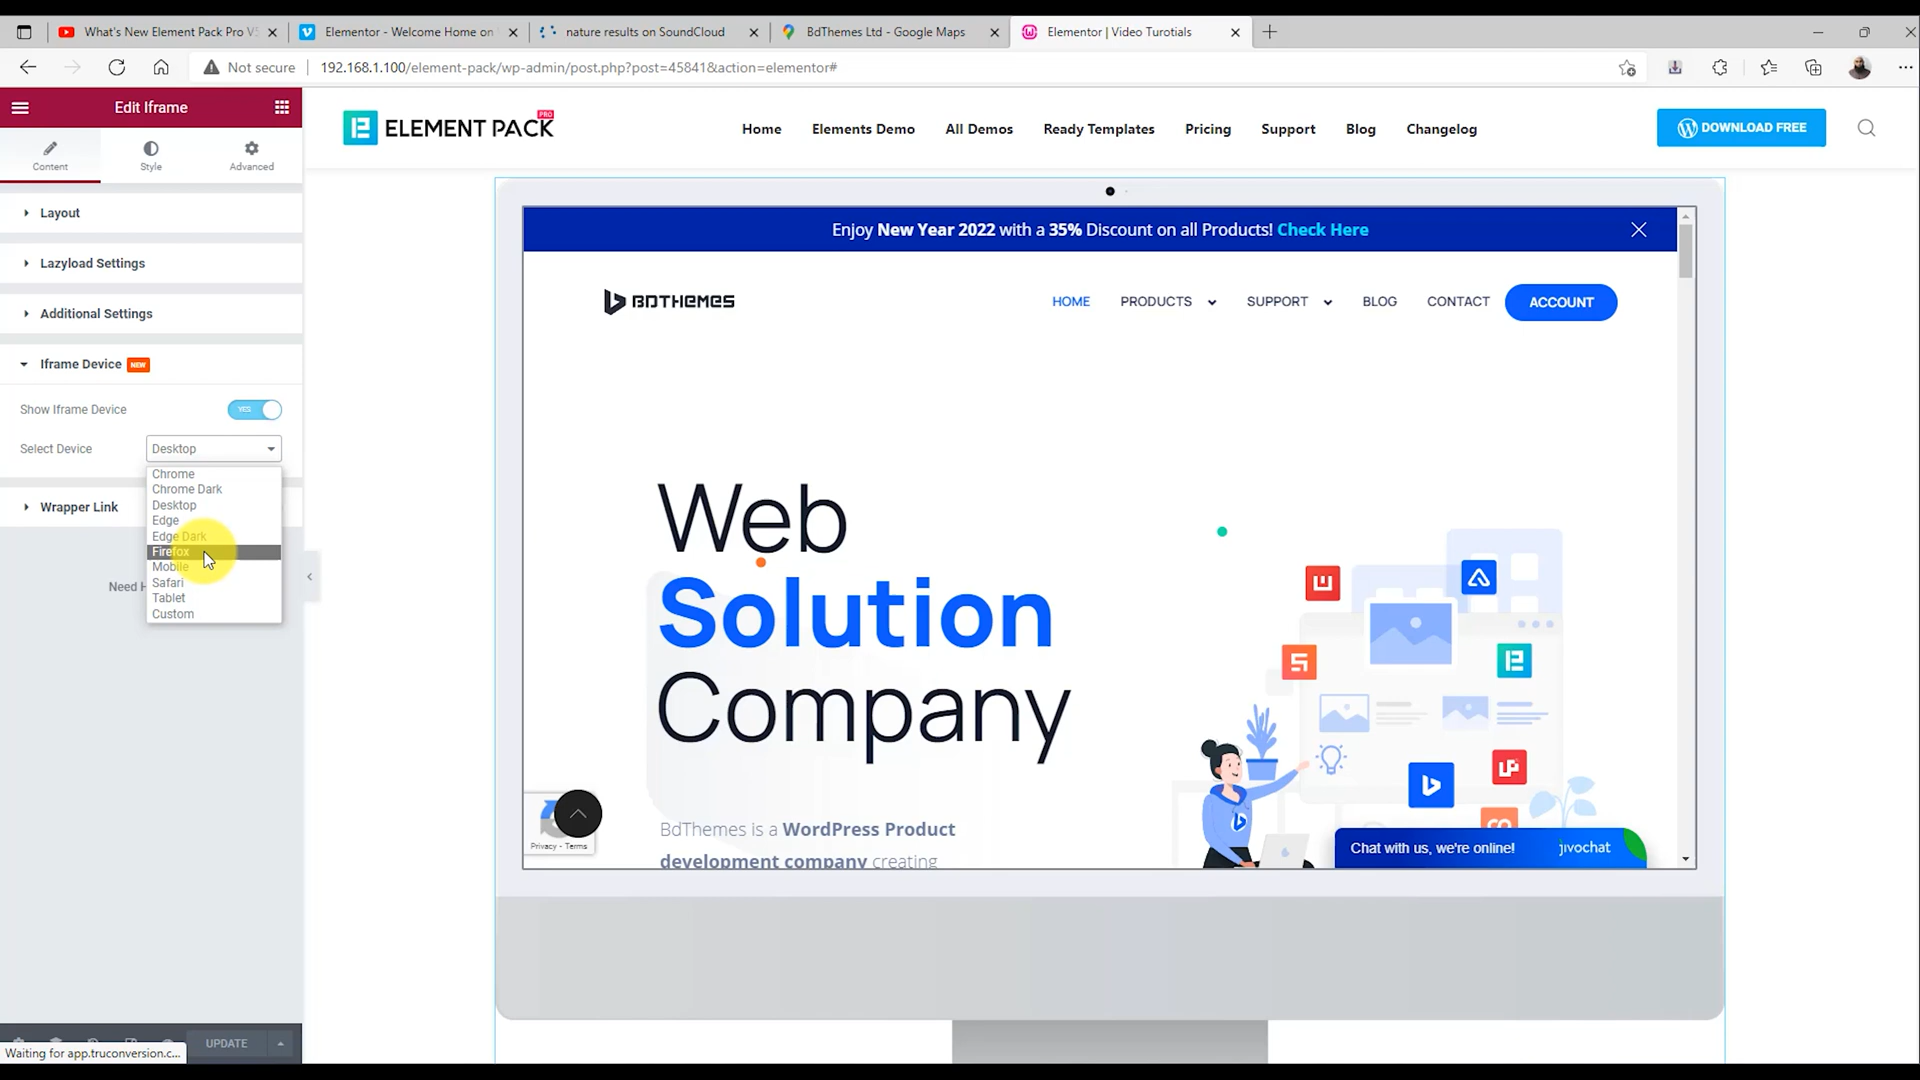 What's New Element Pack Pro V5
Elementor - Welcome Home on
nature results on SoundCloud
BdThemes Ltd - Google Maps
Elementor | Video Turotials
Not secure
192.168.1.100/element-pack/wp-admin/post.php?post=45841&action=elementor#
Edit Iframe
Content
Style
Advanced
Layout
Lazyload Settings
Additional Settings
Iframe Device NEW
Show Iframe Device YES
Select Device Desktop
Chrome
Chrome Dark
Desktop
Edge
Edge Dark
Firefox
Mobile
Safari
Tablet
Custom
Wrapper Link
Need
UPDATE
Waiting for app.truconversion.c...
ELEMENT PACK PRO
Home
Elements Demo
All Demos
Ready Templates
Pricing
Support
Blog
Changelog
DOWNLOAD FREE
Enjoy New Year 2022 with a 35% Discount on all Products! Check Here
BDTHEMES
HOME
PRODUCTS
SUPPORT
BLOG
CONTACT
ACCOUNT
Web
Solution
Company
BdThemes is a WordPress Product
development company creating
Privacy - Terms
Chat with us, we're online!
jivochat